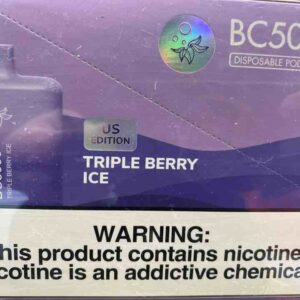 BC50
DISPOSABLE POD
US
EDITION
TRIPLE BERRY
ICE
TRIPLE BERRY ICE
WARNING:
his product contains nicotine
cotine is an addictive chemica